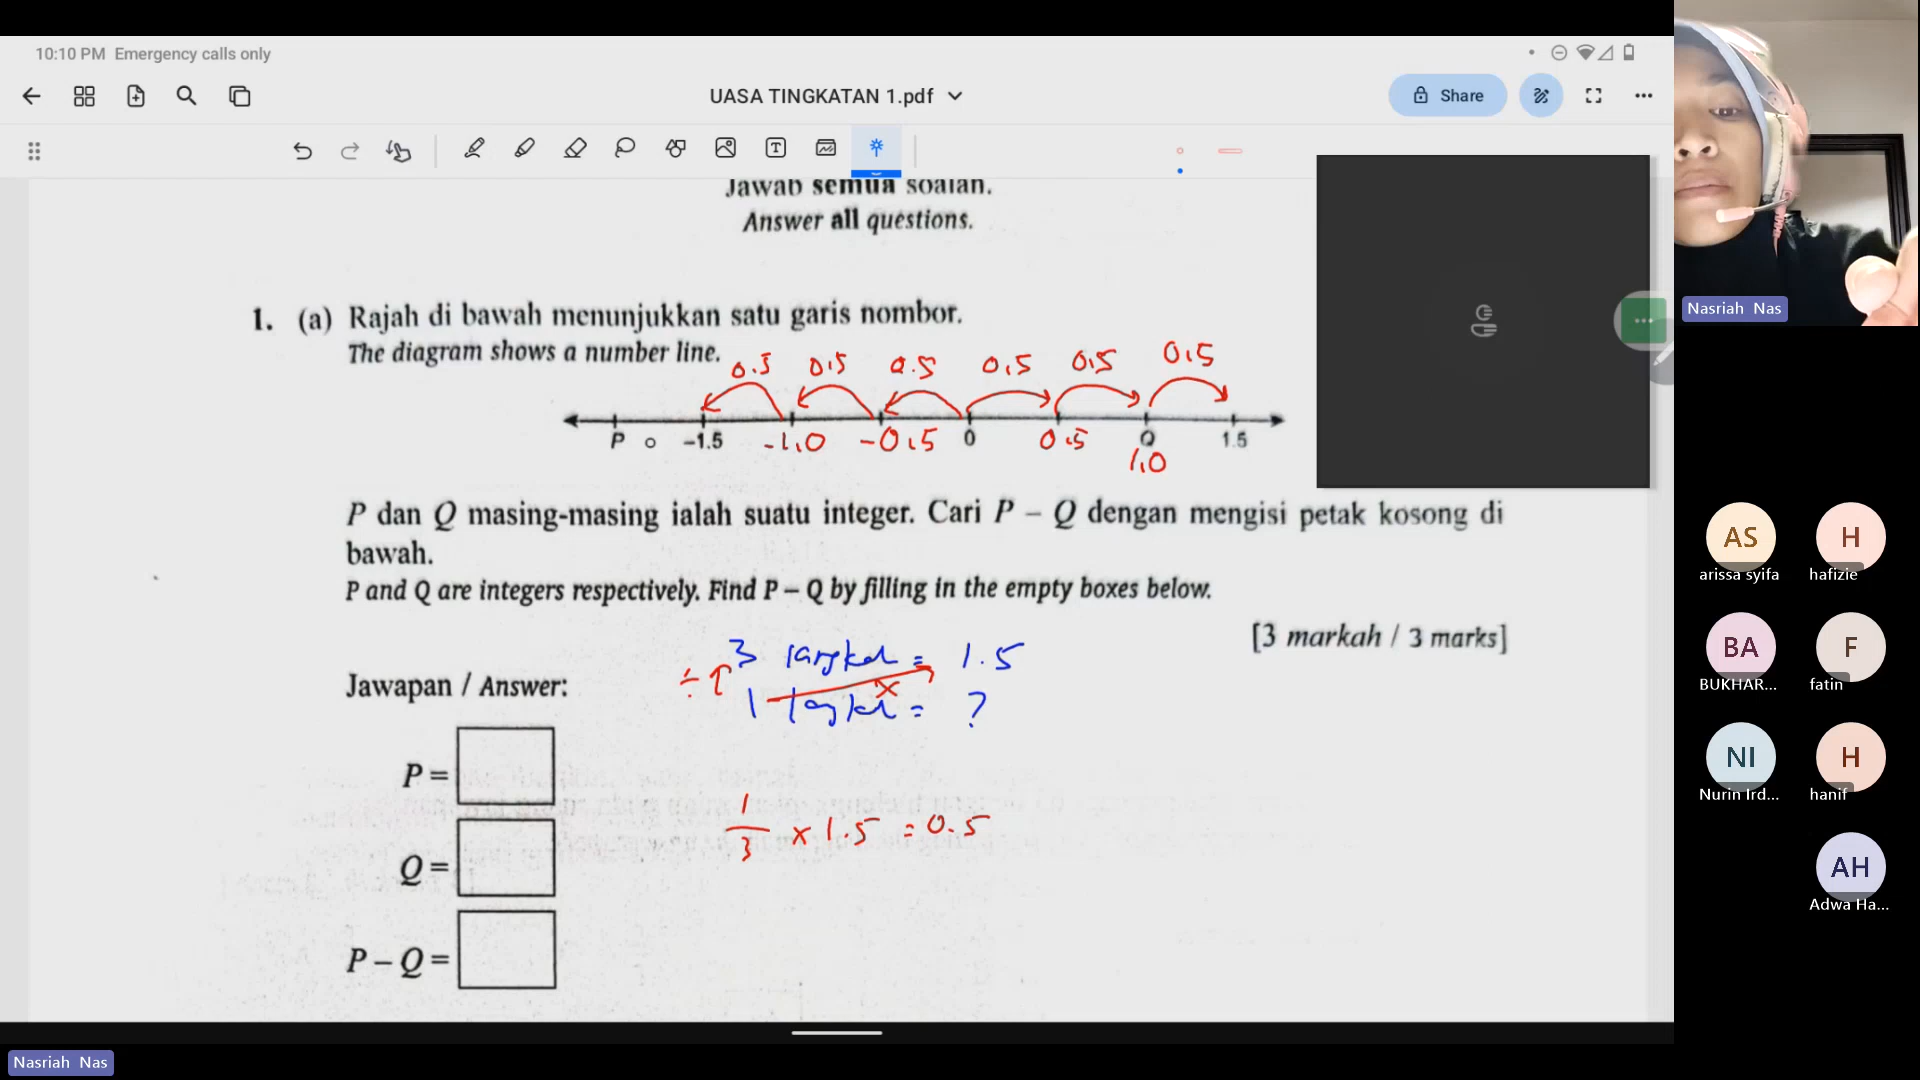 10:10 PM Emergency calls only
UASA TINGKATAN 1.pdf
Share
Jawab semua soalan.
Answer all questions.
1. (a) Rajah di bawah menunjukkan satu garis nombor.
The diagram shows a number line.
0.5 0.5 0.5 0.5 0.5 0.5
P -1.5 -1.0 -0.5 0 0.5 Q 1.5
1.0
P dan Q masing-masing ialah suatu integer. Cari P – Q dengan mengisi petak kosong di
bawah.
P and Q are integers respectively. Find P – Q by filling in the empty boxes below.
[3 markah / 3 marks]
3 langkah = 1.5
÷
x
1 langkah = ?
Jawapan / Answer:
P =
1/3 x 1.5 = 0.5
Q =
P – Q =
Nasriah Nas
AS
arissa syifa
H
hafizie
BA
BUKHAR...
F
fatin
NI
Nurin Ird...
H
hanif
AH
Adwa Ha...
Nasriah Nas